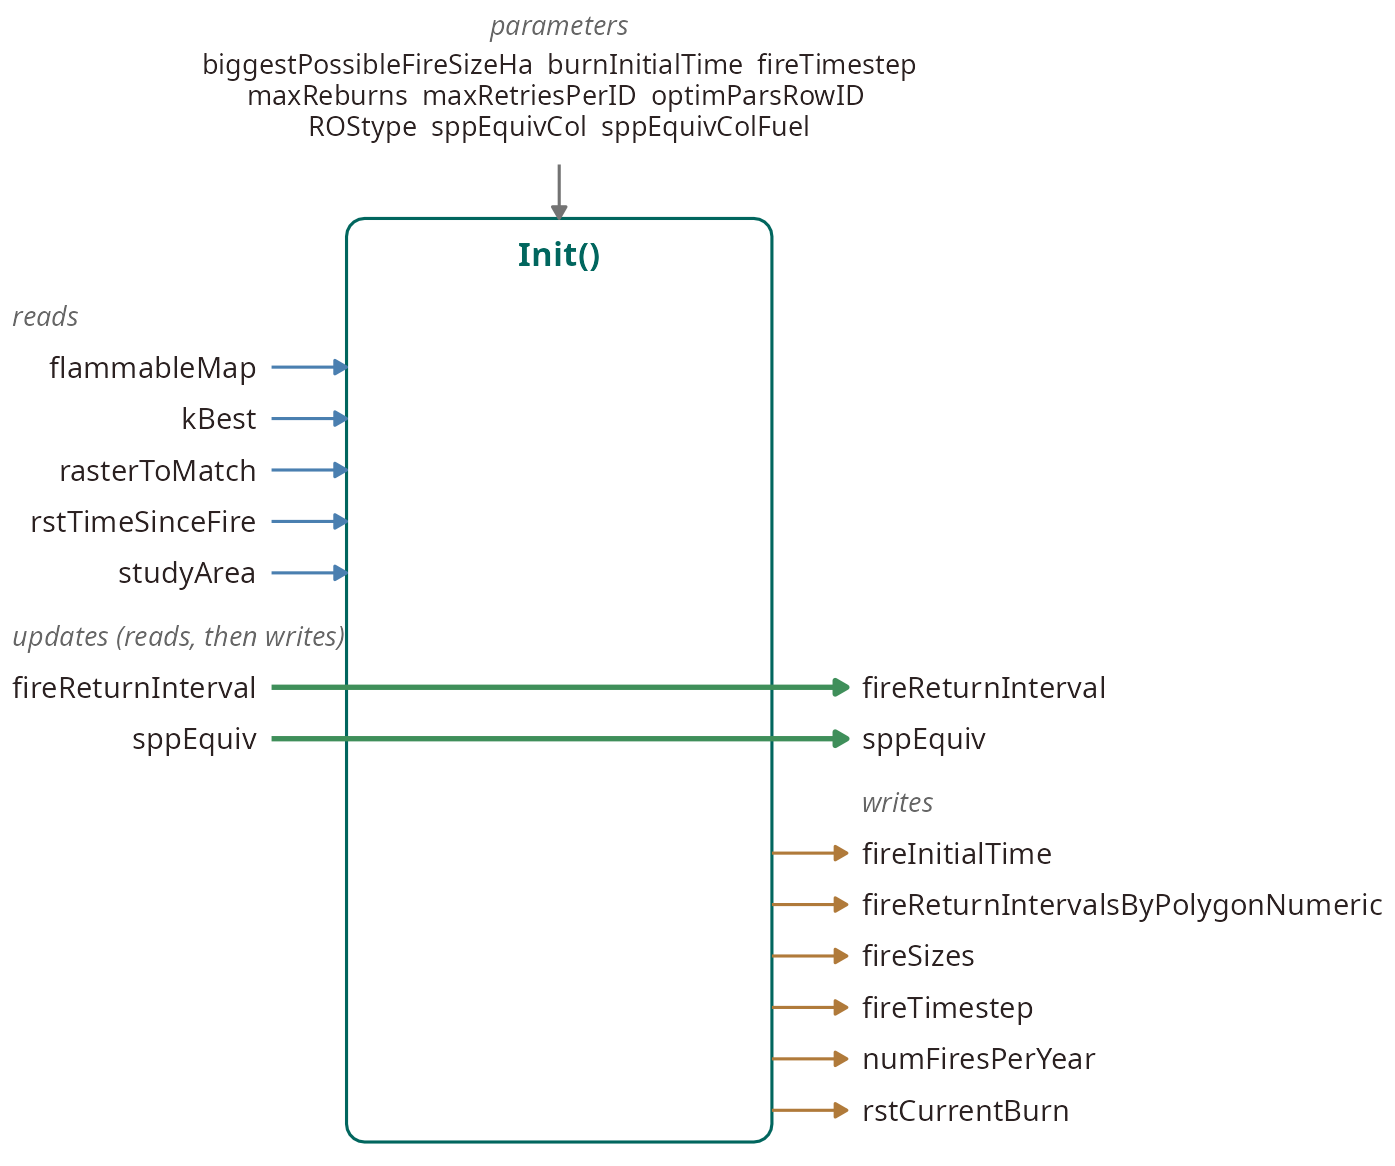 parameters
biggestPossibleFireSizeHa burnInitialTime fireTimestep
maxReburns maxRetriesPerID optimParsRowID
ROStype sppEquivCol sppEquivColFuel
Init()
reads
flammableMap
kBest
rasterToMatch
rstTimeSinceFire
studyArea
updates (reads, then writes)
fireReturnInterval fireReturnInterval
sppEquiv sppEquiv
writes
fireInitialTime
fireReturnIntervalsByPolygonNumeric
fireSizes
fireTimestep
numFiresPerYear
rstCurrentBurn